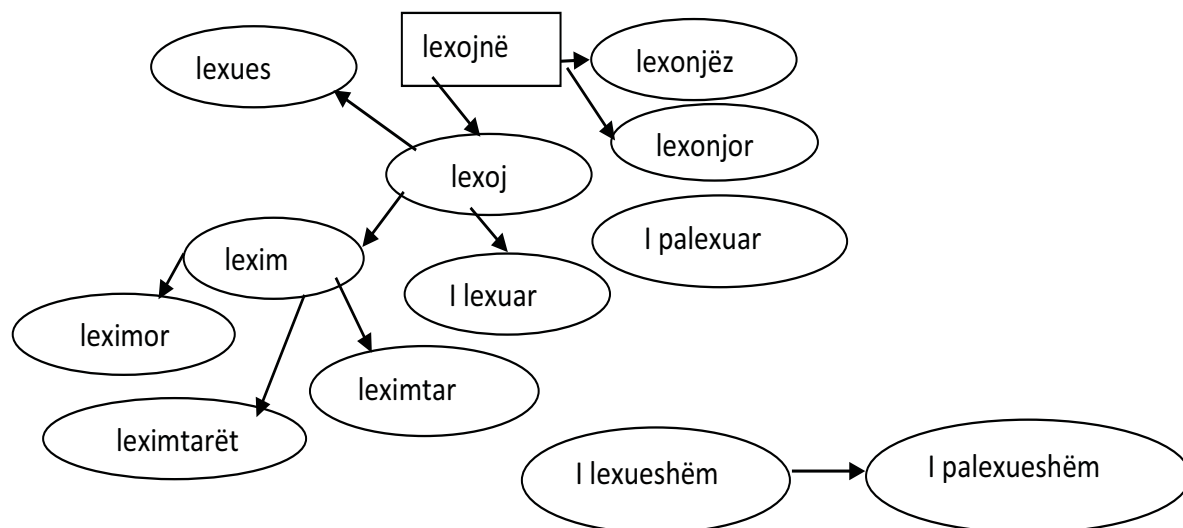 lexojnë
lexues
lexonjëz
lexonjor
lexoj
I palexuar
lexim
I lexuar
leximor
leximtar
leximtarët
I lexueshëm
I palexueshëm